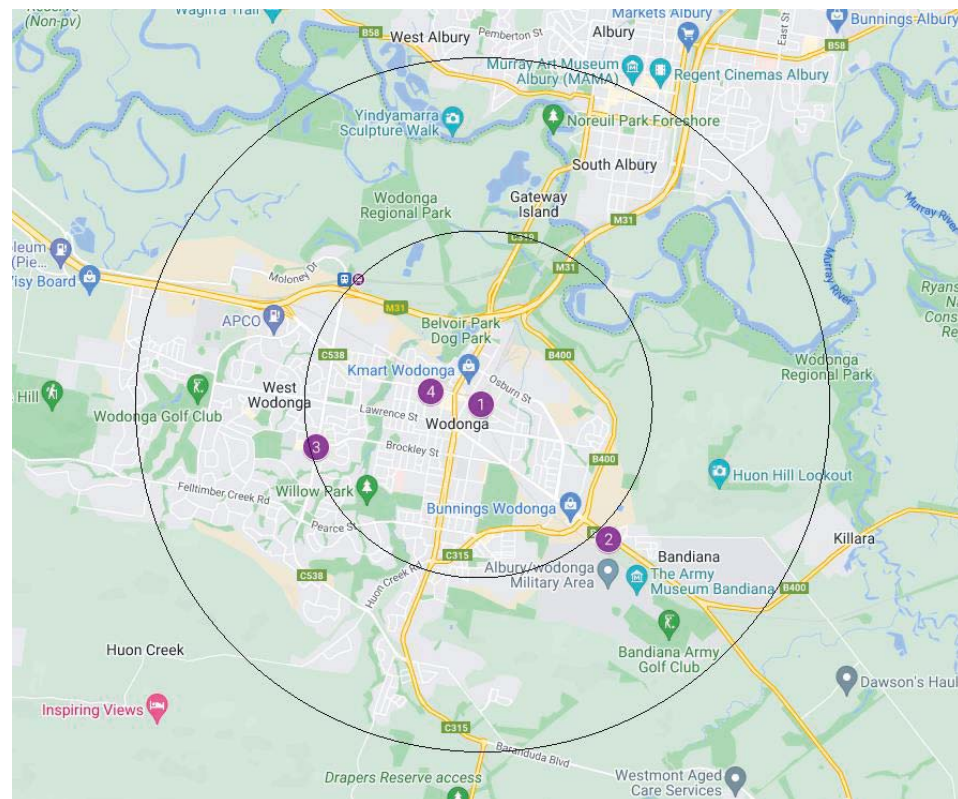 Reserve
(Non-pv)
Wagirra Trail
B58
West Albury
Pemberton St
Albury
Markets Albury
East St
Bunnings Albury
B58
Murray Art Museum
Albury (MAMA)
Regent Cinemas Albury
Yindyamarra
Sculpture Walk
Noreuil Park Foreshore
South Albury
Wodonga
Regional Park
Gateway
Island
M31
C319
Murray River
Murray River
oleum
(Pie...
Visy Board
Moloney Dr
M31
M31
Ryans
N
Cons
Re
APCO
Belvoir Park
Dog Park
C538
B400
Kmart Wodonga
Osburn St
Wodonga
Regional Park
Hill
Wodonga Golf Club
West
Wodonga
4
1
Lawrence St
Wodonga
3
Brockley St
B400
Huon Hill Lookout
Felltimber Creek Rd
Willow Park
Bunnings Wodonga
Pearce St
2
Killara
C315
Bandiana
Albury/wodonga
Military Area
The Army
Museum Bandiana
B400
C538
Huon Creek Rd
Bandiana Army
Golf Club
Huon Creek
Dawson's Haul
Inspiring Views
C315
Baranduda Blvd
Drapers Reserve access
Westmont Aged
Care Services